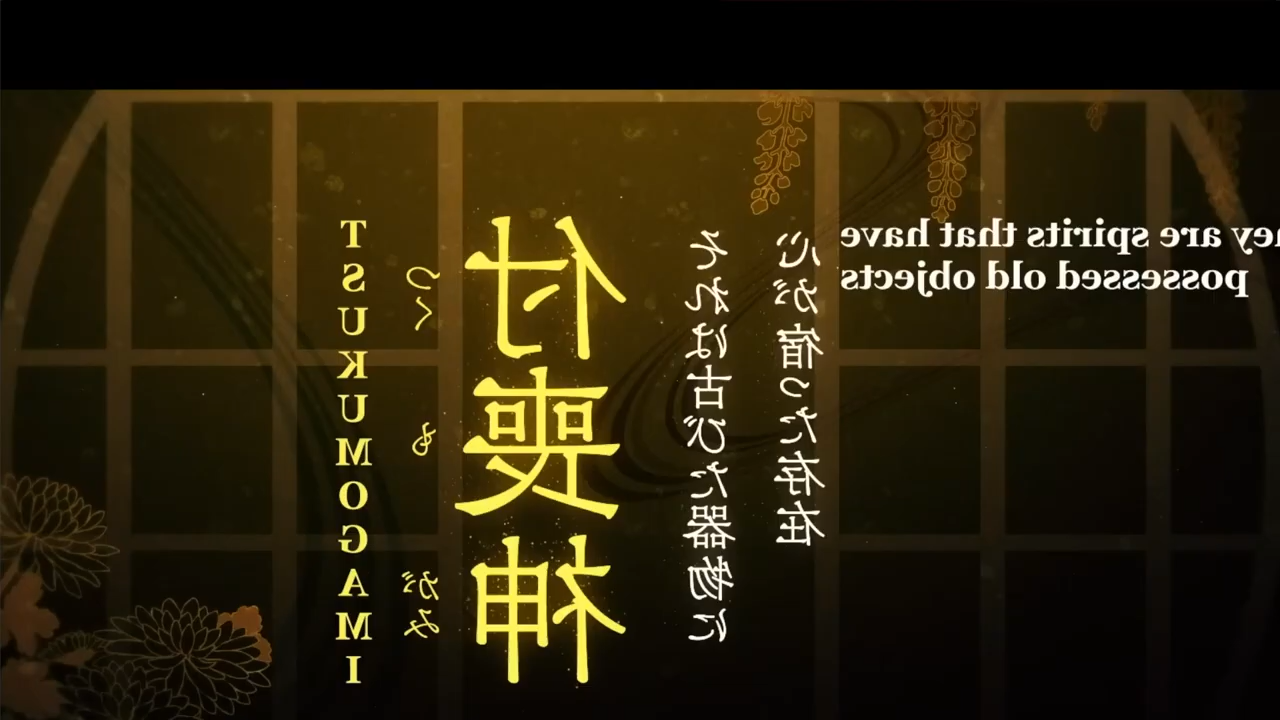 付喪神
つくもがみ
TSUKUMOGAMI
それは古びた器物に
心が宿った存在
ey are spirits that have
possessed old objects